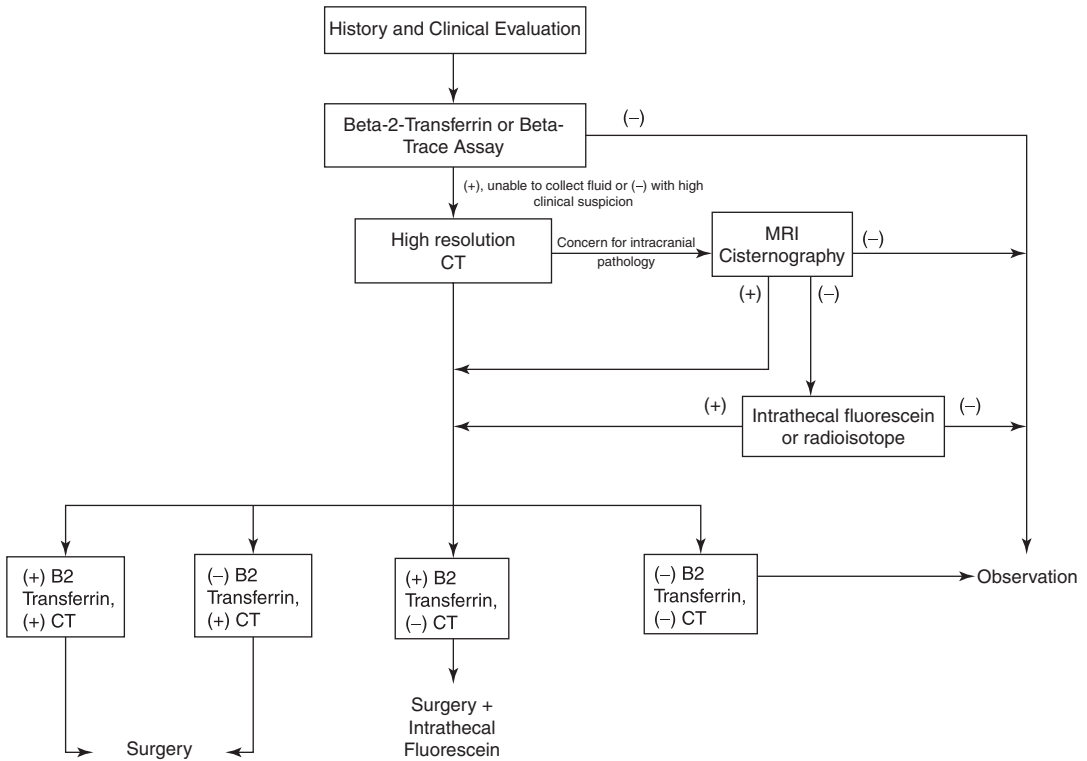 History and Clinical Evaluation
Beta-2-Transferrin or Beta-
Trace Assay
(–)
(+), unable to collect fluid or (–) with high
clinical suspicion
High resolution
CT
Concern for intracranial
pathology
MRI
Cisternography
(–)
(+)
(–)
(+)
Intrathecal fluorescein
or radioisotope
(–)
(+) B2
Transferrin,
(+) CT
(–) B2
Transferrin,
(+) CT
(+) B2
Transferrin,
(–) CT
(–) B2
Transferrin,
(–) CT
Observation
Surgery
Surgery +
Intrathecal
Fluorescein